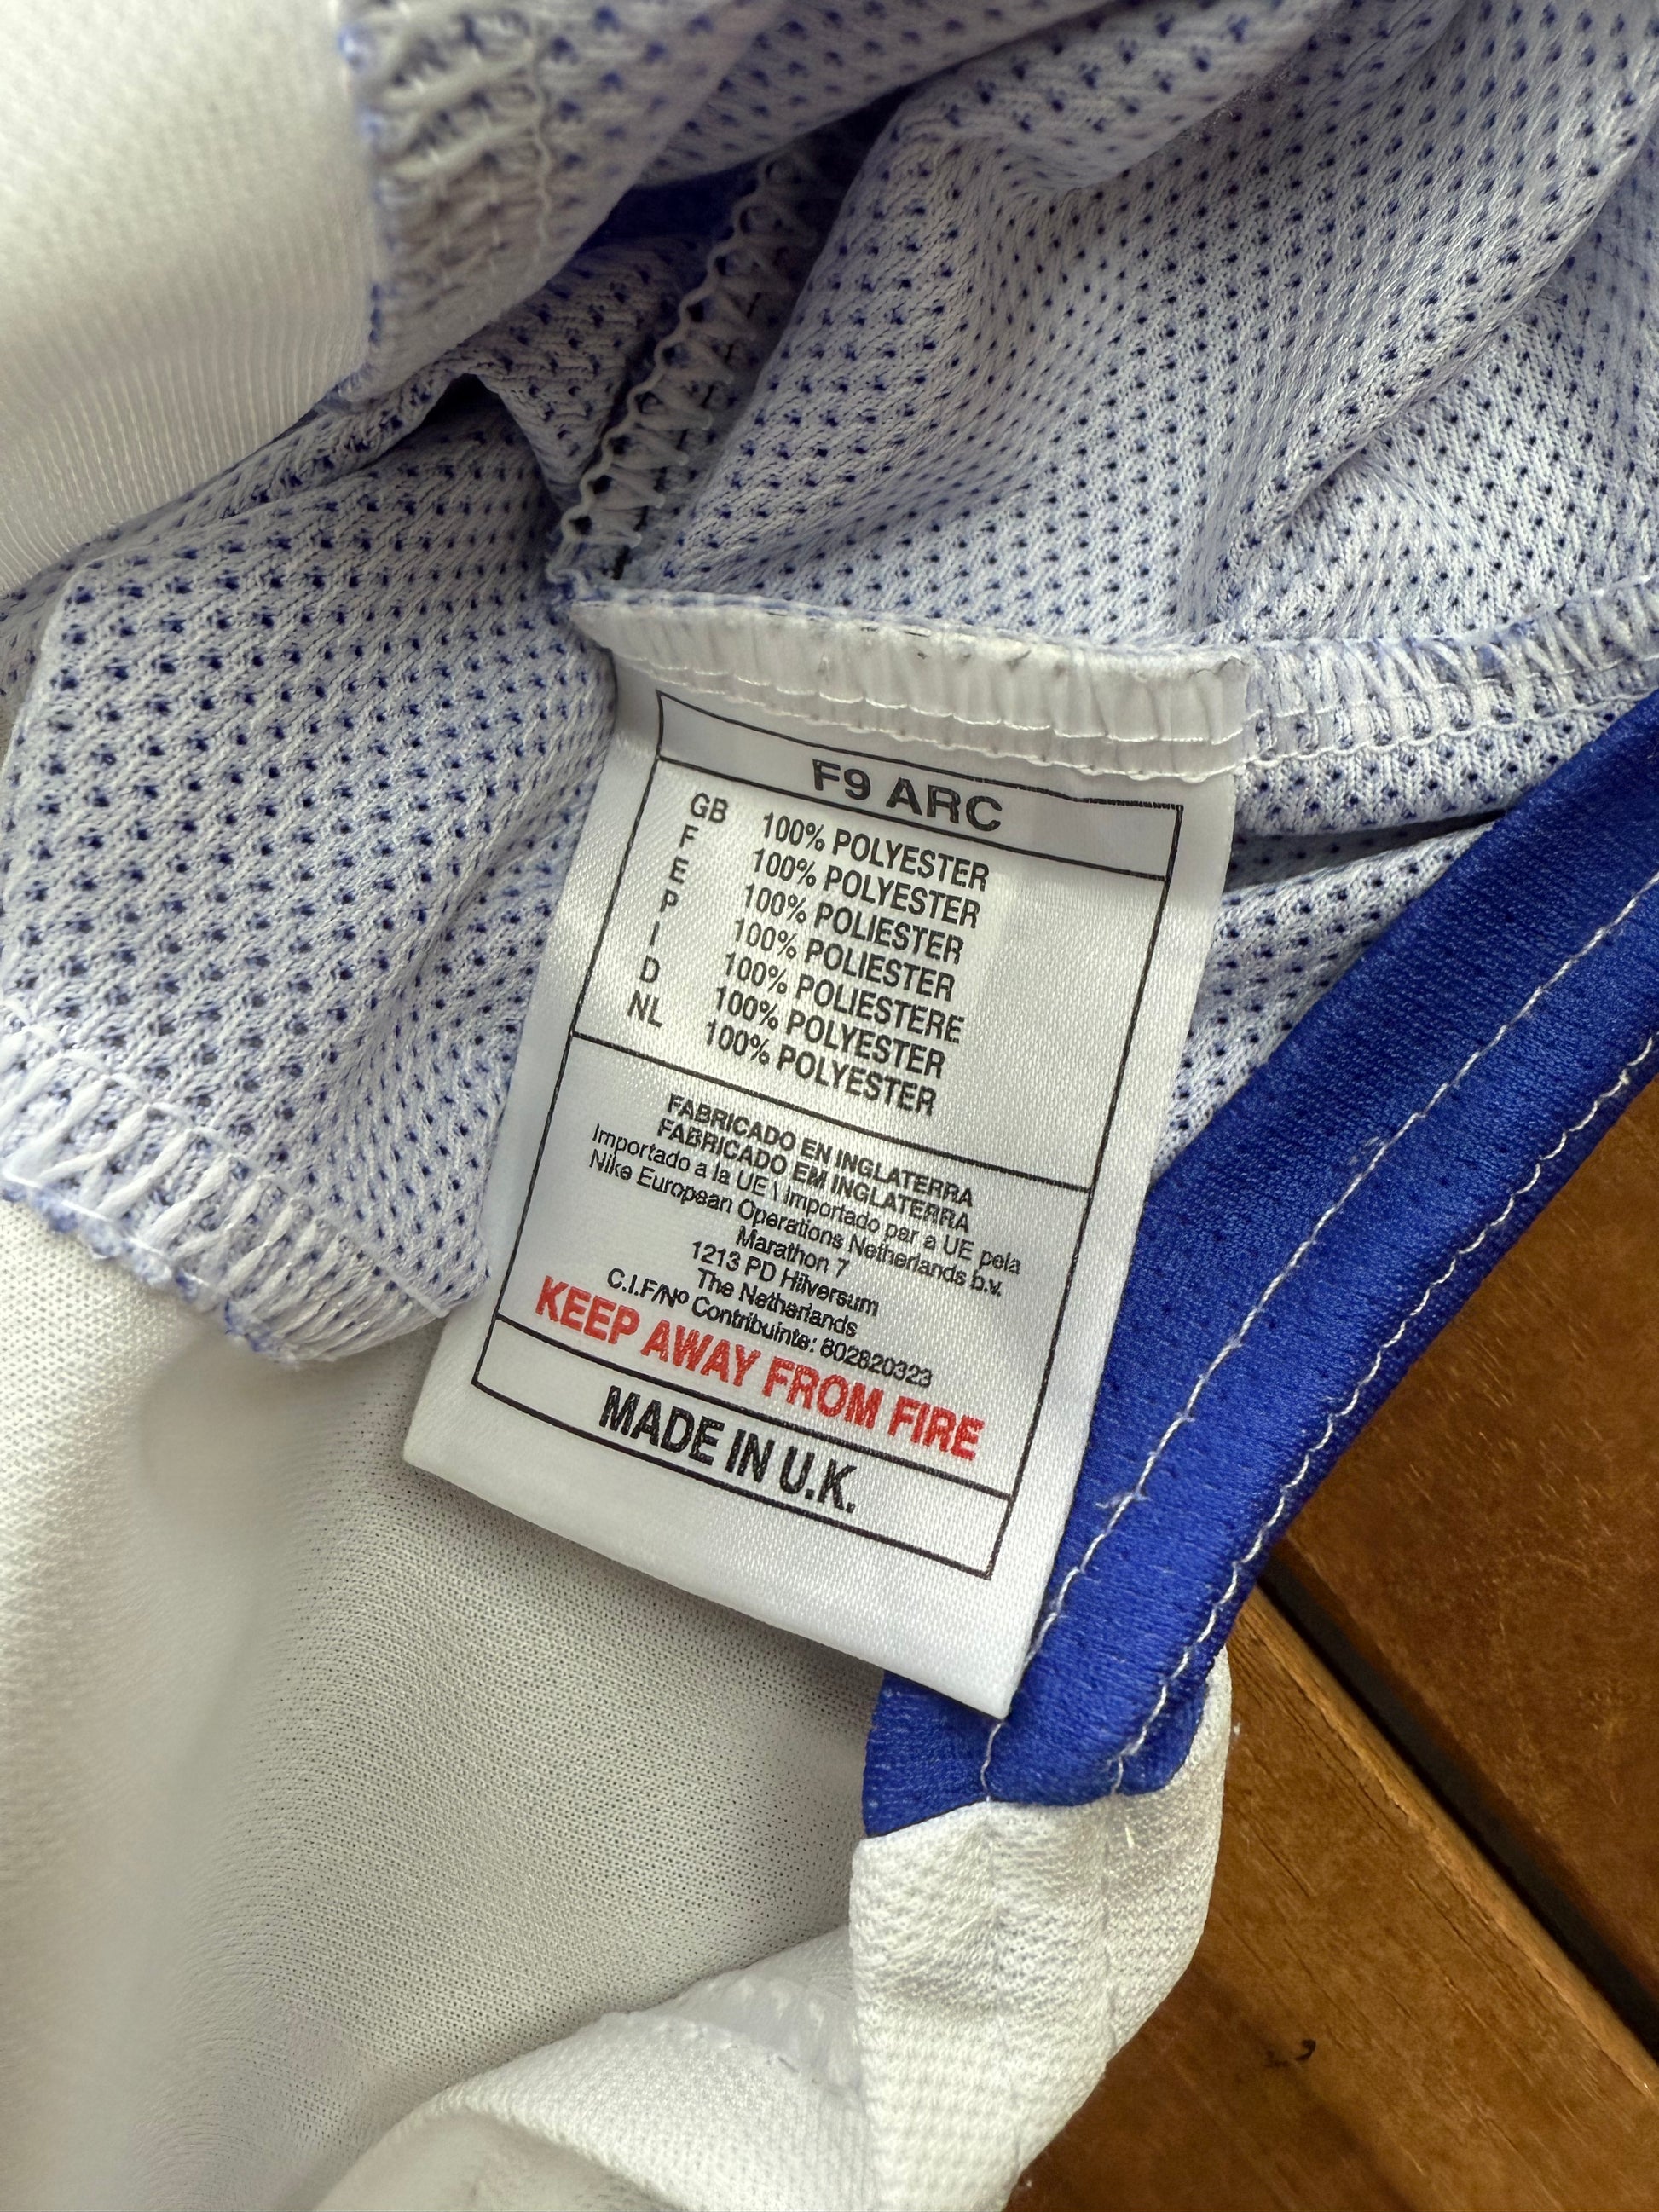 F9 ARC
GB 100% POLYESTER
F 100% POLYESTER
E 100% POLIESTER
P 100% POLIESTER
I 100% POLIESTERE
D 100% POLYESTER
NL 100% POLYESTER
FABRICADO EN INGLATERRA
FABRICADO EM INGLATERRA
Importado a la UE \ Importado par a UE pela
Nike European Operations Netherlands b.v.
Marathon 7
1213 PD Hilversum
The Netherlands
C.I.F/Nº Contribuinte: 802820323
KEEP AWAY FROM FIRE
MADE IN U.K.